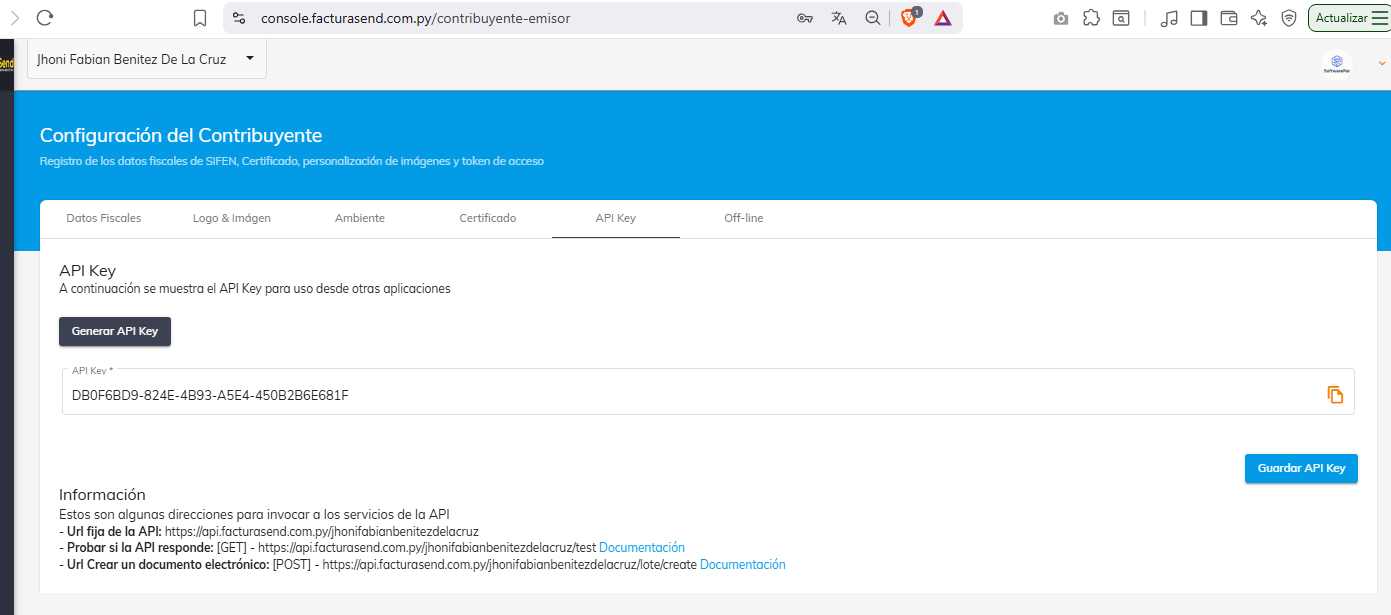 console.facturasend.com.py/contribuyente-emisor
1
Actualizar
Send
Jhoni Fabian Benitez De La Cruz
SoftwarePar
Configuración del Contribuyente
Registro de los datos fiscales de SIFEN, Certificado, personalización de imágenes y token de acceso
Datos Fiscales
Logo & Imágen
Ambiente
Certificado
API Key
Off-line
API Key
A continuación se muestra el API Key para uso desde otras aplicaciones
Generar API Key
API Key *
DB0F6BD9-824E-4B93-A5E4-450B2B6E681F
Guardar API Key
Información
Estos son algunas direcciones para invocar a los servicios de la API
- Url fija de la API: https://api.facturasend.com.py/jhonifabianbenitezdelacruz
- Probar si la API responde: [GET] - https://api.facturasend.com.py/jhonifabianbenitezdelacruz/test Documentación
- Url Crear un documento electrónico: [POST] - https://api.facturasend.com.py/jhonifabianbenitezdelacruz/lote/create Documentación